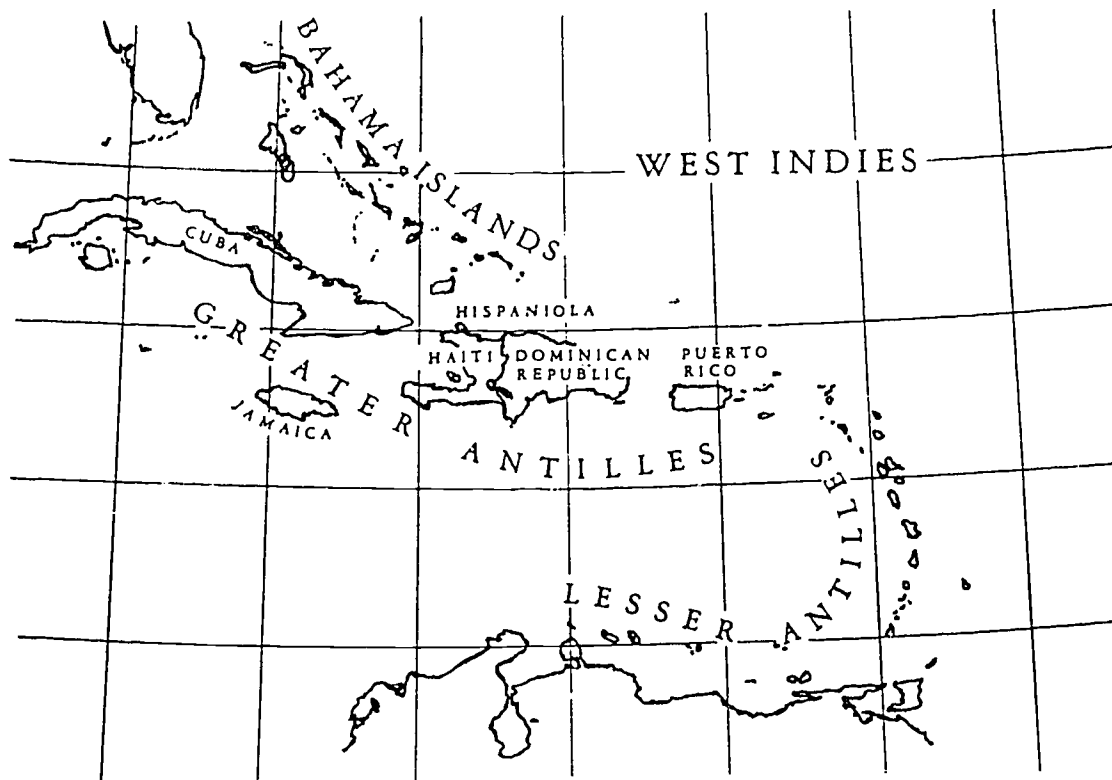 BAHAMA ISLANDS
WEST INDIES
CUBA
GREATER ANTILLES
HISPANIOLA
HAITI
DOMINICAN
REPUBLIC
PUERTO
RICO
JAMAICA
LESSER ANTILLES